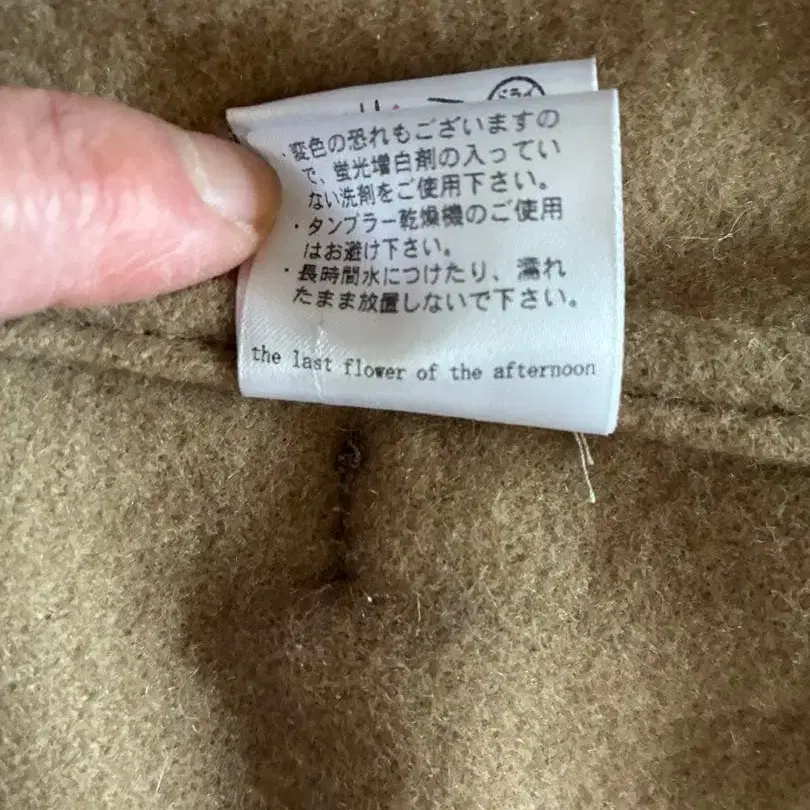 ドライ
・変色の恐れもございますの
で、蛍光増白剤の入ってい
ない洗剤をご使用下さい。
・タンブラー乾燥機のご使用
はお避け下さい。
・長時間水につけたり、濡れ
たまま放置しないで下さい。
the last flower of the afternoon